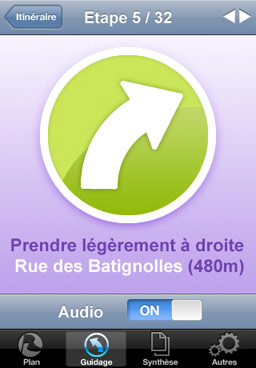 Itinéraire Etape 5 / 32
Prendre légèrement à droite
Rue des Batignolles (480m)
Audio ON
Plan Guidage Synthèse Autres